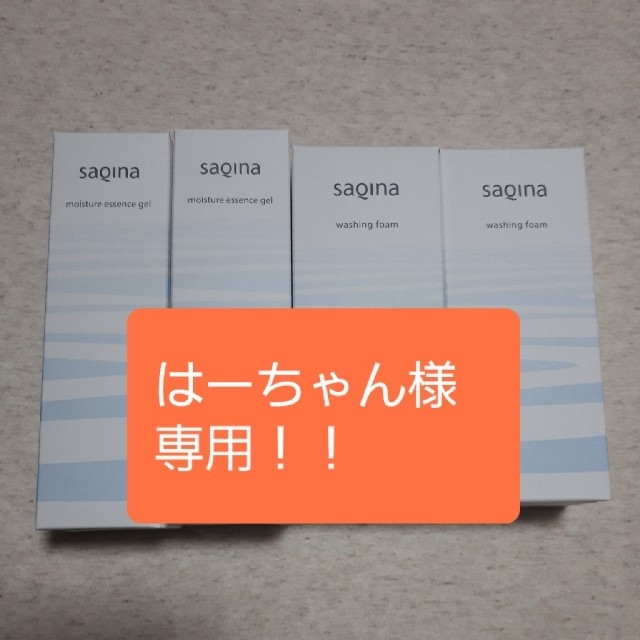 saqina
moisture essence gel
saqina
moisture essence gel
saqina
washing foam
saqina
washing foam
はーちゃん様
専用！！